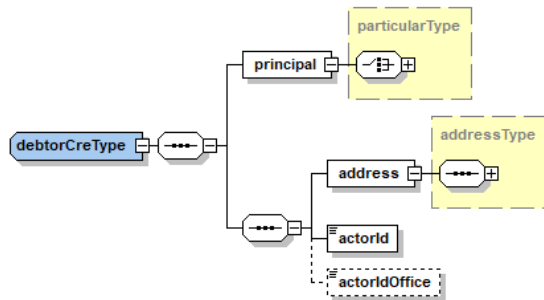 particularType
principal
debtorCreType
addressType
address
actorId
actorIdOffice